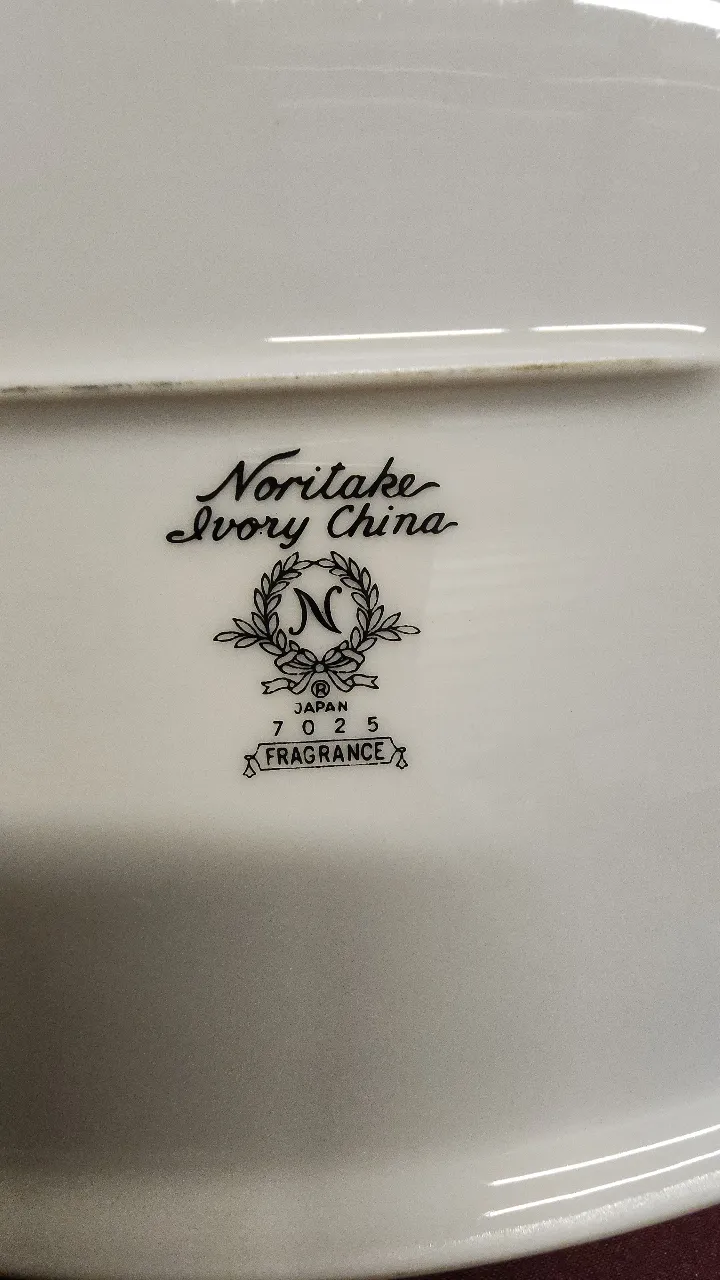 Noritake
Ivory China
N
®
JAPAN
7025
FRAGRANCE